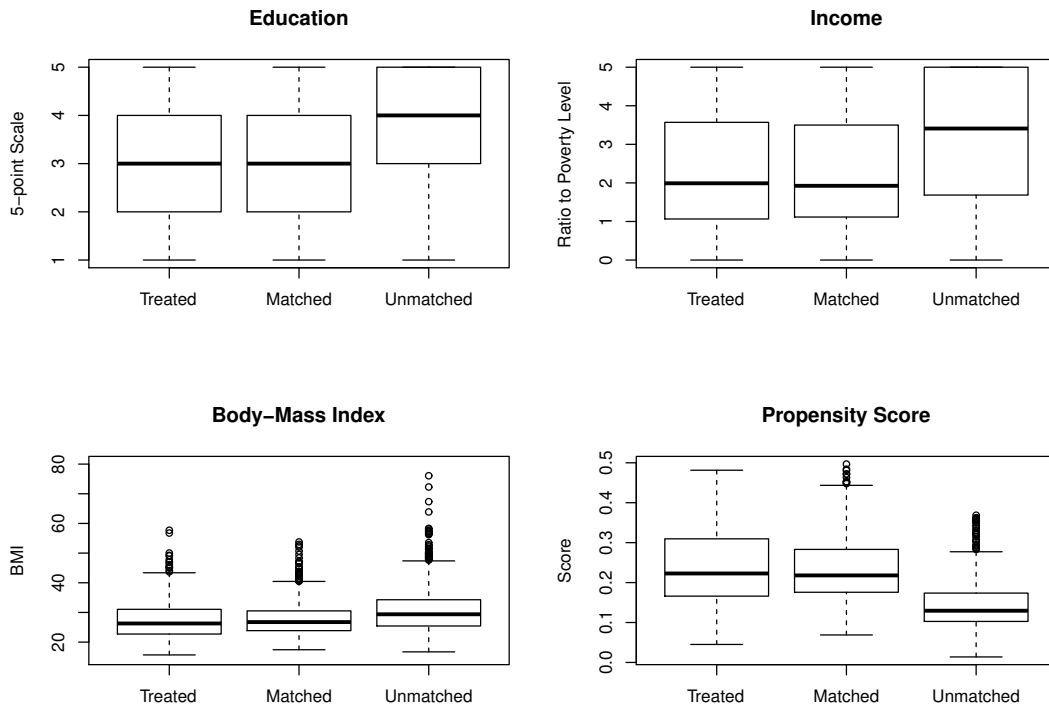 Education
5-point Scale
5
4
3
2
1
Treated Matched Unmatched
Income
Ratio to Poverty Level
5
4
3
2
1
0
Treated Matched Unmatched
Body-Mass Index
BMI
80
60
40
20
Treated Matched Unmatched
Propensity Score
Score
0.5
0.4
0.3
0.2
0.1
0.0
Treated Matched Unmatched